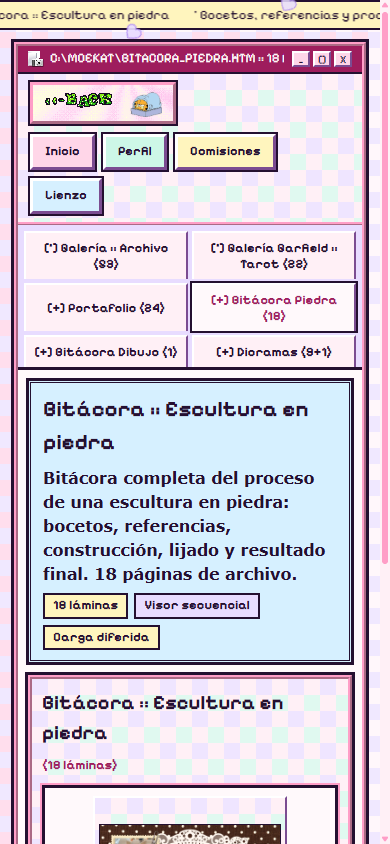 cora :: Escultura en piedra * Bocetos, referencias y proc
C:\MOEKAT\BITACORA_PIEDRA.HTM :: 18 l
BACK
Inicio
Perfil
Comisiones
Lienzo
(*) Galería :: Archivo
(*) Galería Garfield ::
Tarot
(+) Portafolio
(+) Bitácora Piedra
(18)
(+) Bitácora Dibujo (1)
(+) Dioramas (9+1)
Bitácora :: Escultura en
piedra
Bitácora completa del proceso
de una escultura en piedra:
bocetos, referencias,
construcción, lijado y resultado
final. 18 páginas de archivo.
18 láminas
Visor secuencial
Carga diferida
Bitácora :: Escultura en
piedra
(18 láminas)